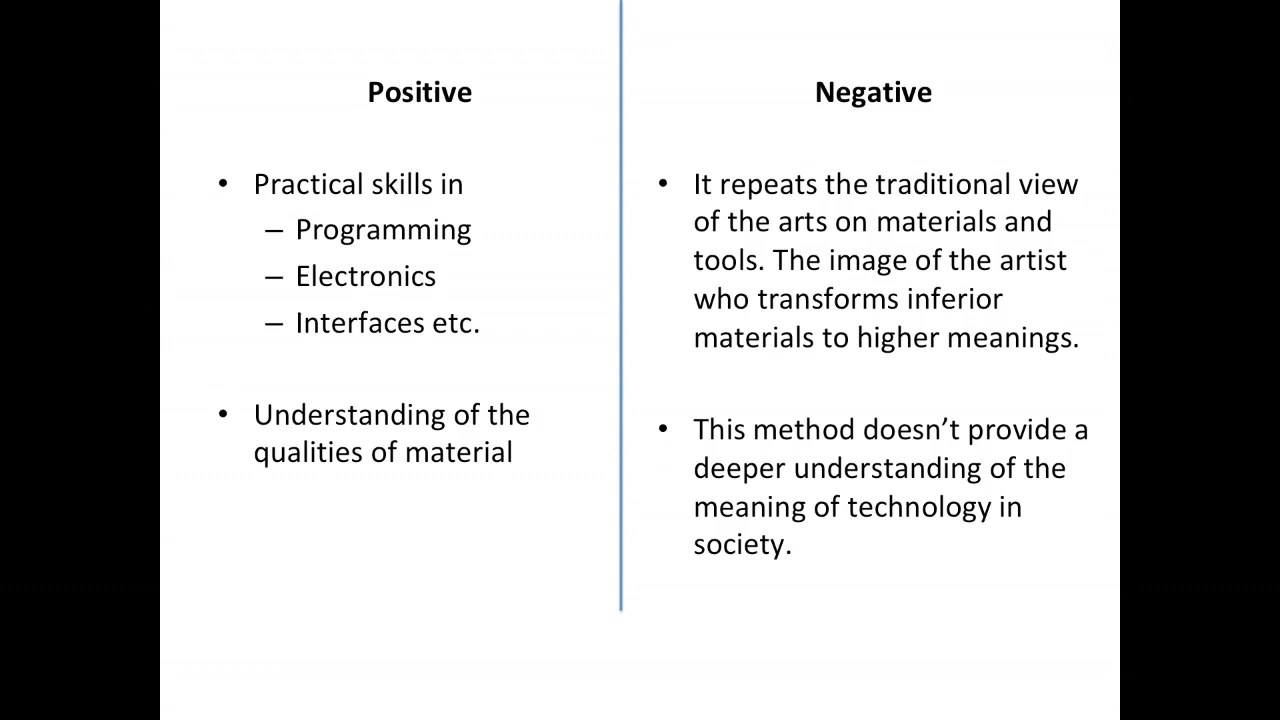 Positive
• Practical skills in
– Programming
– Electronics
– Interfaces etc.
• Understanding of the
qualities of material
Negative
• It repeats the traditional view
of the arts on materials and
tools. The image of the artist
who transforms inferior
materials to higher meanings.
• This method doesn’t provide a
deeper understanding of the
meaning of technology in
society.